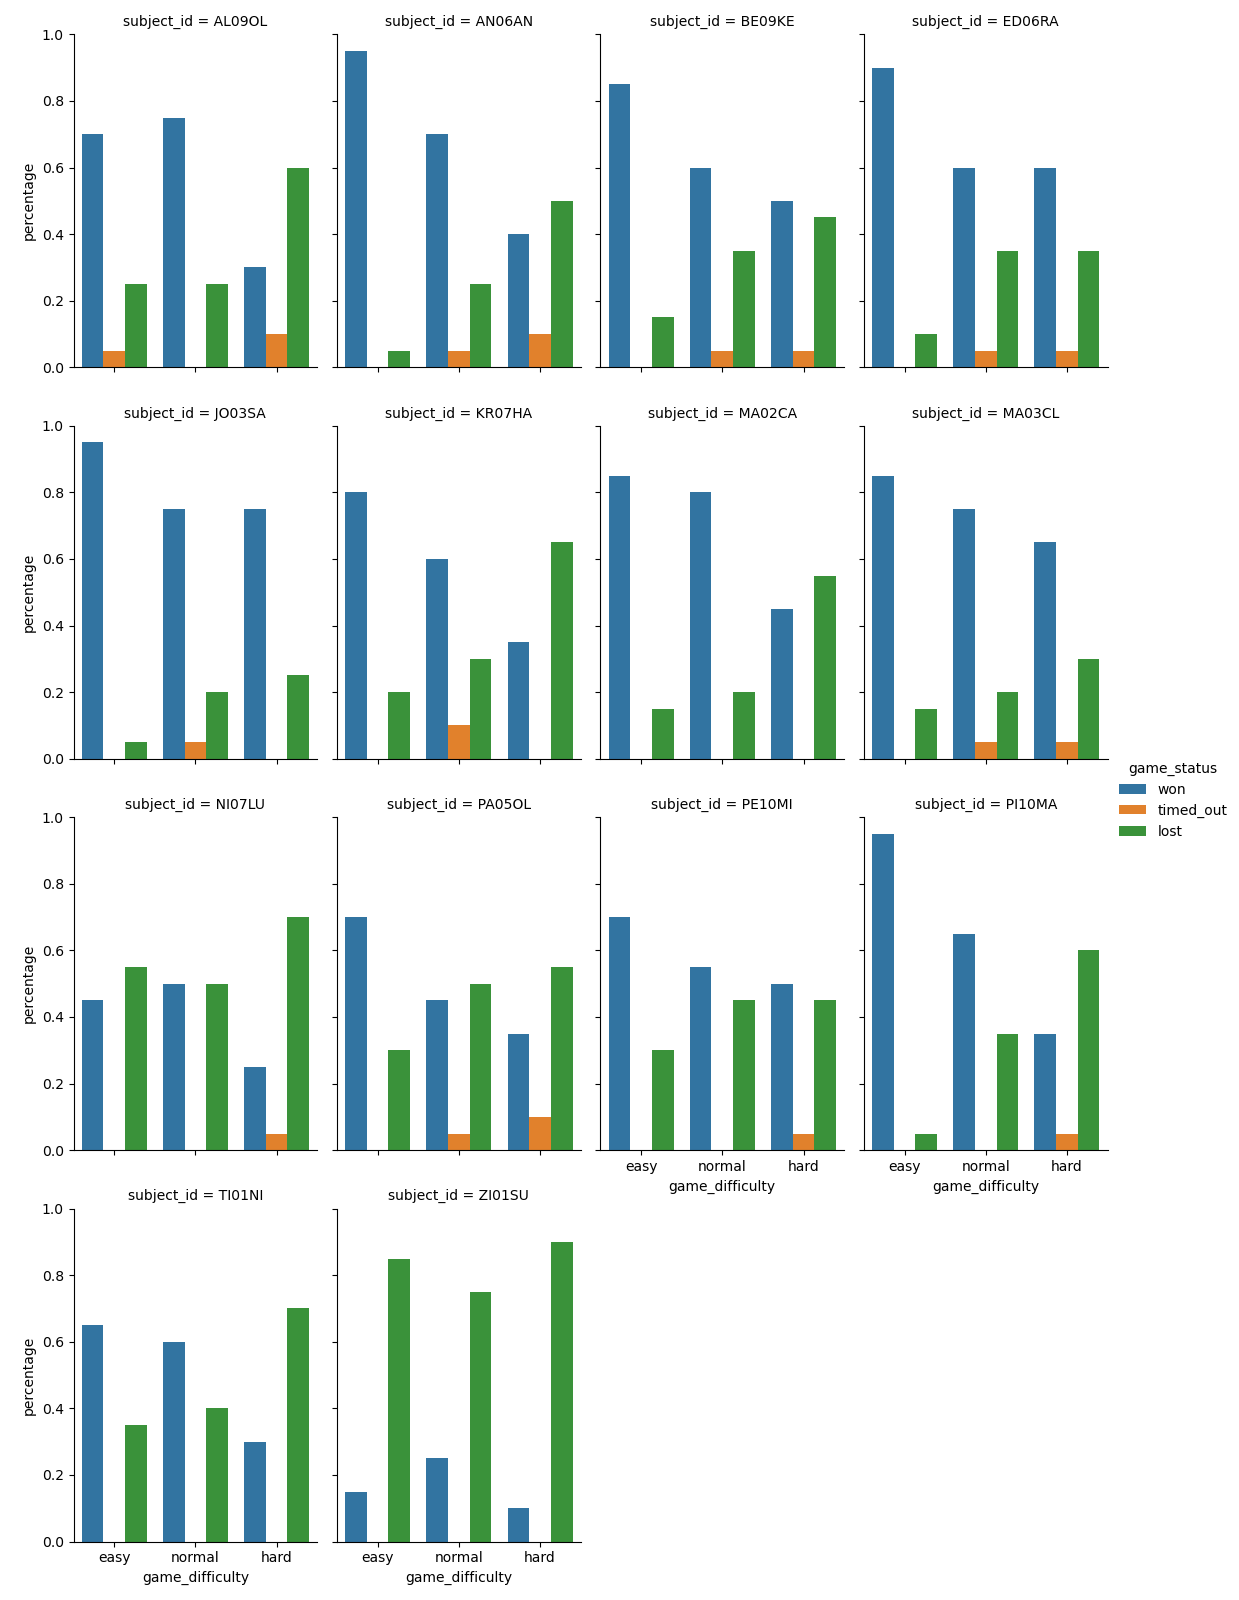 subject_id = AL09OL
subject_id = AN06AN
subject_id = BE09KE
subject_id = ED06RA
1.0
0.8
0.6
0.4
0.2
0.0
percentage
subject_id = JO03SA
subject_id = KR07HA
subject_id = MA02CA
subject_id = MA03CL
1.0
0.8
0.6
0.4
0.2
0.0
percentage
game_status
won
timed_out
lost
subject_id = NI07LU
subject_id = PA05OL
subject_id = PE10MI
subject_id = PI10MA
1.0
0.8
0.6
0.4
0.2
0.0
percentage
easy normal hard
game_difficulty
easy normal hard
game_difficulty
subject_id = TI01NI
subject_id = ZI01SU
1.0
0.8
0.6
0.4
0.2
0.0
percentage
easy normal hard
game_difficulty
easy normal hard
game_difficulty